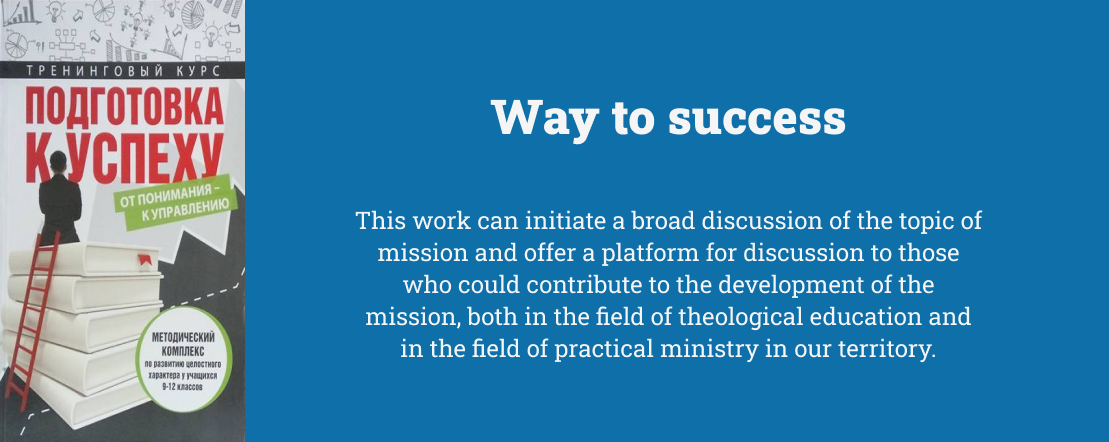 ТРЕНИНГОВЫЙ КУРС
ПОДГОТОВКА
К УСПЕХУ
ОТ ПОНИМАНИЯ –
К УПРАВЛЕНИЮ
МЕТОДИЧЕСКИЙ
КОМПЛЕКС
по развитию целостного
характера у учащихся
9-12 классов
Way to success
This work can initiate a broad discussion of the topic of
mission and offer a platform for discussion to those
who could contribute to the development of the
mission, both in the field of theological education and
in the field of practical ministry in our territory.